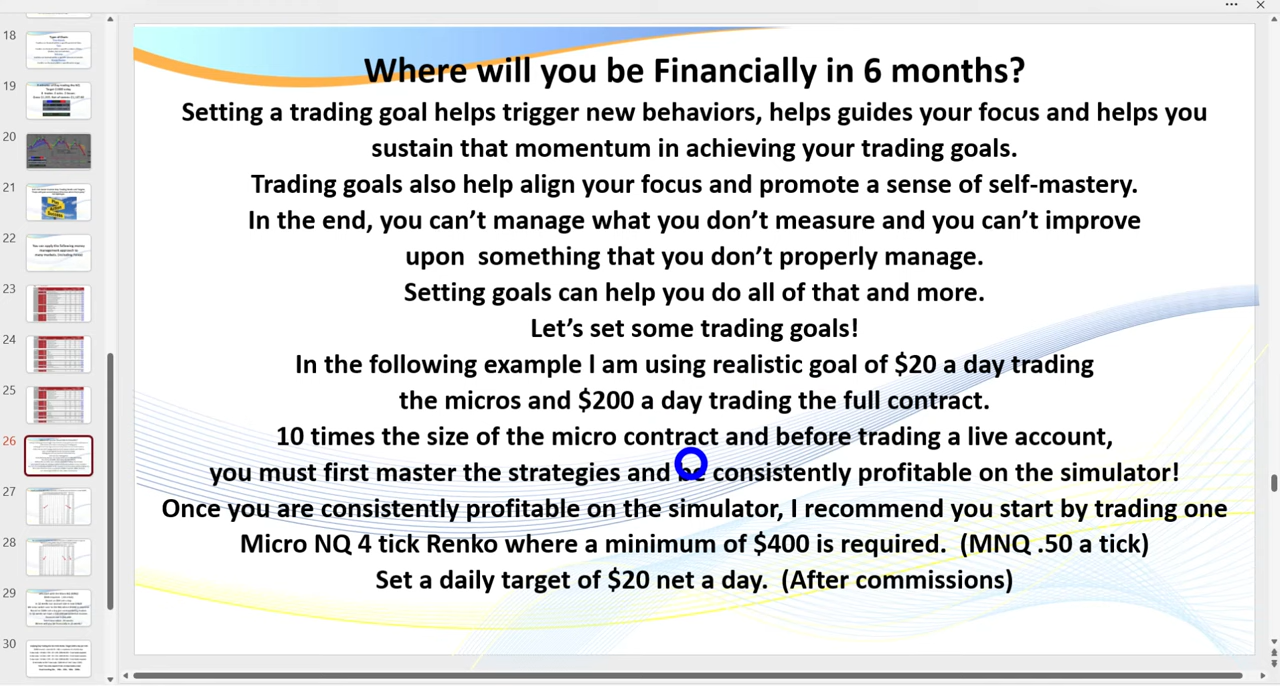 18
19
20
21
22
23
24
25
26
27
28
29
30
Where will you be Financially in 6 months?
Setting a trading goal helps trigger new behaviors, helps guides your focus and helps you
sustain that momentum in achieving your trading goals.
Trading goals also help align your focus and promote a sense of self-mastery.
In the end, you can't manage what you don't measure and you can't improve
upon something that you don't properly manage.
Setting goals can help you do all of that and more.
Let's set some trading goals!
In the following example I am using realistic goal of $20 a day trading
the micros and $200 a day trading the full contract.
10 times the size of the micro contract and before trading a live account,
you must first master the strategies and be consistently profitable on the simulator!
Once you are consistently profitable on the simulator, I recommend you start by trading one
Micro NQ 4 tick Renko where a minimum of $400 is required. (MNQ .50 a tick)
Set a daily target of $20 net a day. (After commissions)